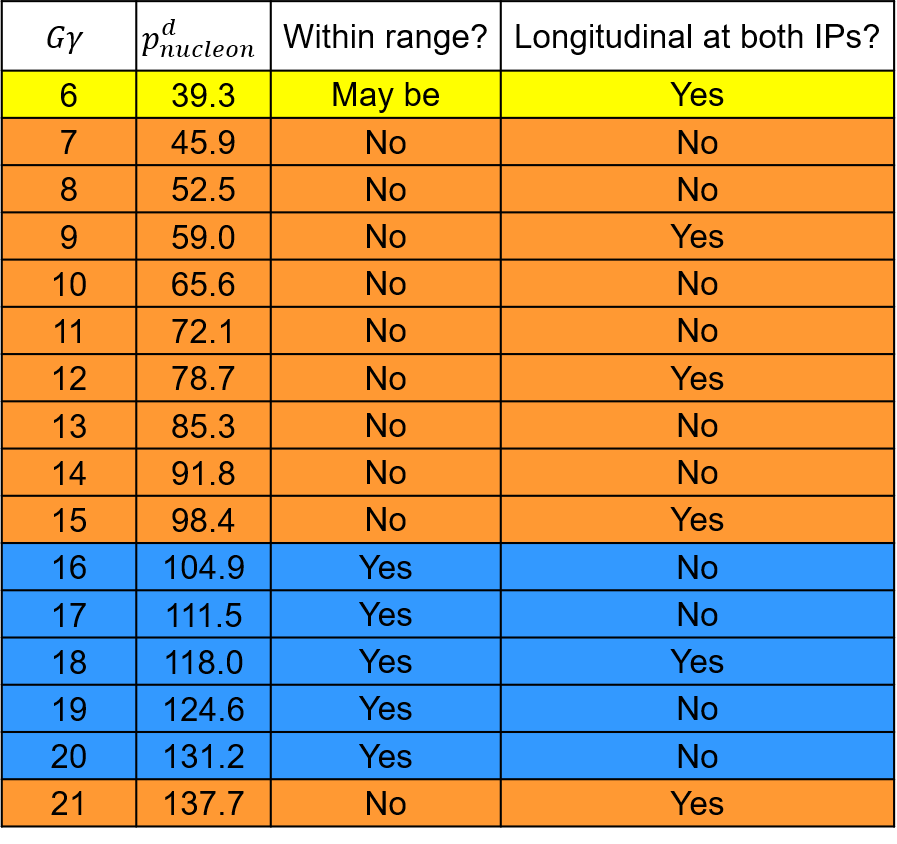 Gγ p^d_nucleon Within range? Longitudinal at both IPs?
6 39.3 May be Yes
7 45.9 No No
8 52.5 No No
9 59.0 No Yes
10 65.6 No No
11 72.1 No No
12 78.7 No Yes
13 85.3 No No
14 91.8 No No
15 98.4 No Yes
16 104.9 Yes No
17 111.5 Yes No
18 118.0 Yes Yes
19 124.6 Yes No
20 131.2 Yes No
21 137.7 No Yes